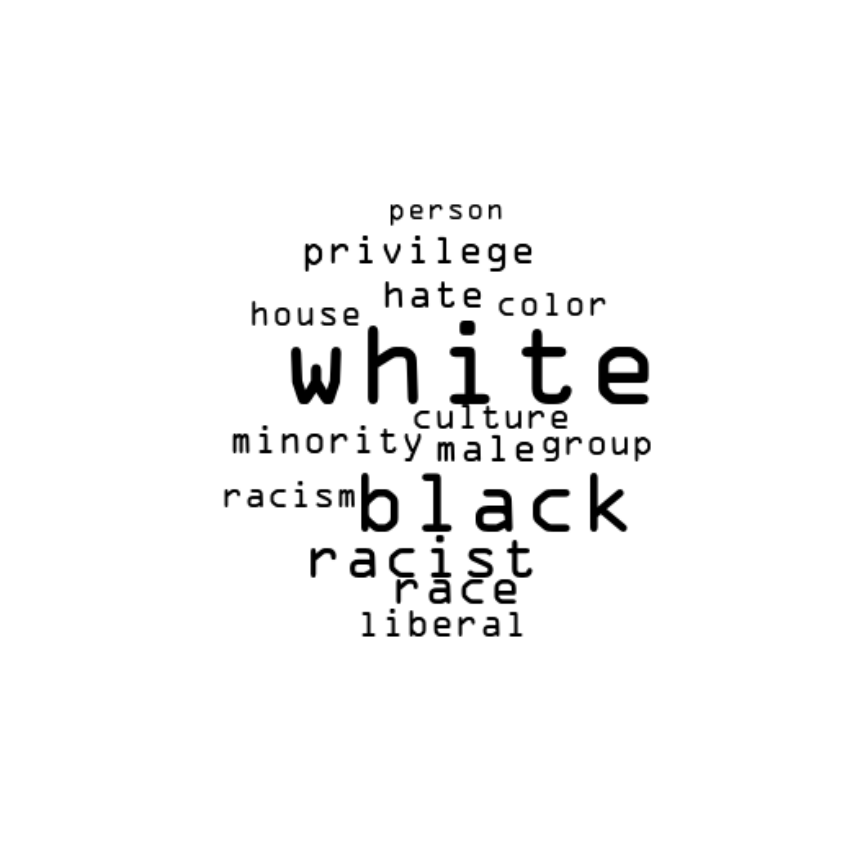 person
privilege
hate color
house
white
culture
minority male group
racism black
racist
race
liberal